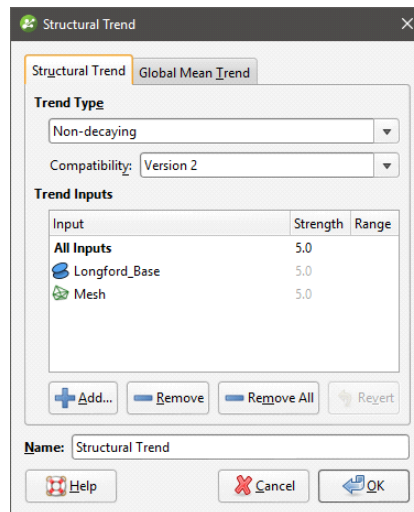 Structural Trend
Structural Trend Global Mean Trend
Trend Type
Non-decaying
Compatibility: Version 2
Trend Inputs
Input Strength Range
All Inputs 5.0
Longford_Base 5.0
Mesh 5.0
Add... Remove Remove All Revert
Name: Structural Trend
Help Cancel OK